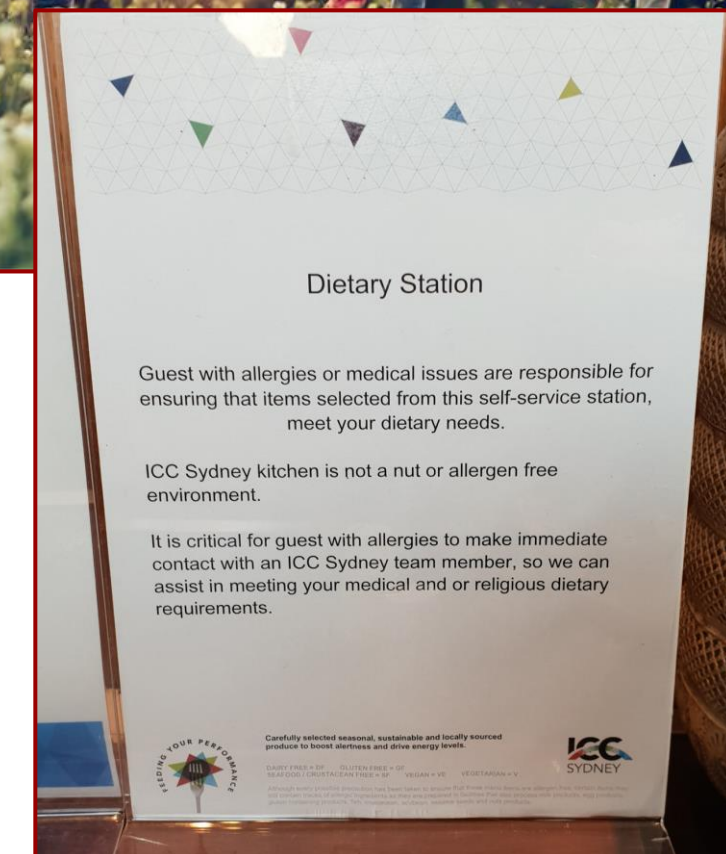 Dietary Station
Guest with allergies or medical issues are responsible for
ensuring that items selected from this self-service station,
meet your dietary needs.
ICC Sydney kitchen is not a nut or allergen free
environment.
It is critical for guest with allergies to make immediate
contact with an ICC Sydney team member, so we can
assist in meeting your medical and or religious dietary
requirements.
FEEDING YOUR PERFORMANCE
Carefully selected seasonal, sustainable and locally sourced
produce to boost alertness and drive energy levels.
DAIRY FREE = DF GLUTEN FREE = GF
SEAFOOD / CRUSTACEAN FREE = SF VEGAN = VE VEGETARIAN = V
ICC
SYDNEY